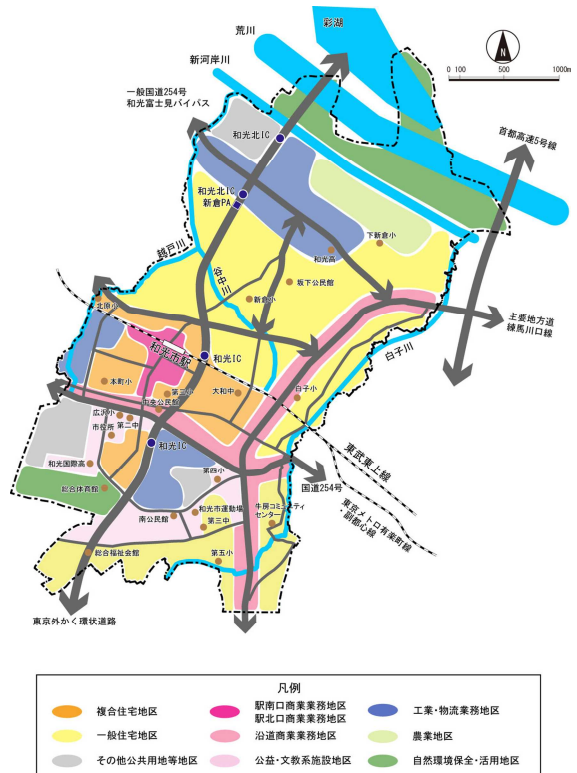 彩湖
荒川
新河岸川
N
0 100 500 1000m
一般国道254号
和光富士見バイパス
首都高速5号線
和光北IC
和光北IC
新倉PA
下新倉小
和光高
越戸川
谷中川
坂下公民館
新倉小
北原小
主要地方道
練馬川口線
和光市駅
和光IC
白子川
本町小
第三小
大和中
白子小
中央公民館
広沢小
市役所
第二中
和光IC
東武東上線
和光国際高
第四小
国道254号
総合体育館
和光市運動場
牛房コミュニティ
センター
東京メトロ有楽町線
・副都心線
南公民館
第三中
総合福祉会館
第五小
東京外かく環状道路
凡例
複合住宅地区
駅南口商業業務地区
駅北口商業業務地区
工業・物流業務地区
一般住宅地区
沿道商業業務地区
農業地区
その他公共用地等地区
公益・文教系施設地区
自然環境保全・活用地区